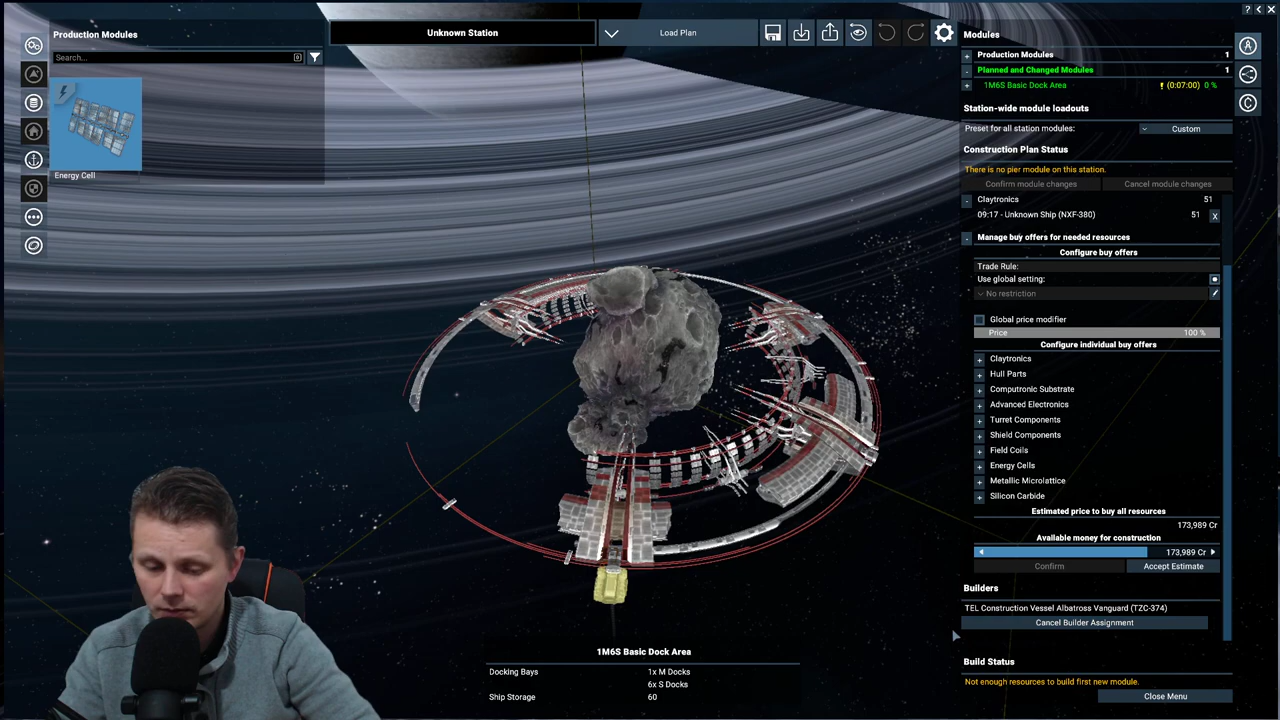 Production Modules
Search...
Energy Cell
Unknown Station
Load Plan
Modules
Production Modules 1
Planned and Changed Modules 1
1M6S Basic Dock Area ! (0:07:00) 0 %
Station-wide module loadouts
Preset for all station modules: Custom
Construction Plan Status
There is no pier module on this station.
Confirm module changes Cancel module changes
Claytronics 51
09:17 - Unknown Ship (NXF-380) 51 X
Manage buy offers for needed resources
Configure buy offers
Trade Rule:
Use global setting:
No restriction
Global price modifier
Price 100 %
Configure individual buy offers
Claytronics
Hull Parts
Computronic Substrate
Advanced Electronics
Turret Components
Shield Components
Field Coils
Energy Cells
Metallic Microlattice
Silicon Carbide
Estimated price to buy all resources
173,989 Cr
Available money for construction
173,989 Cr
Confirm Accept Estimate
Builders
TEL Construction Vessel Albatross Vanguard (TZC-374)
Cancel Builder Assignment
Build Status
Not enough resources to build first new module.
Close Menu
1M6S Basic Dock Area
Docking Bays 1x M Docks
6x S Docks
Ship Storage 60